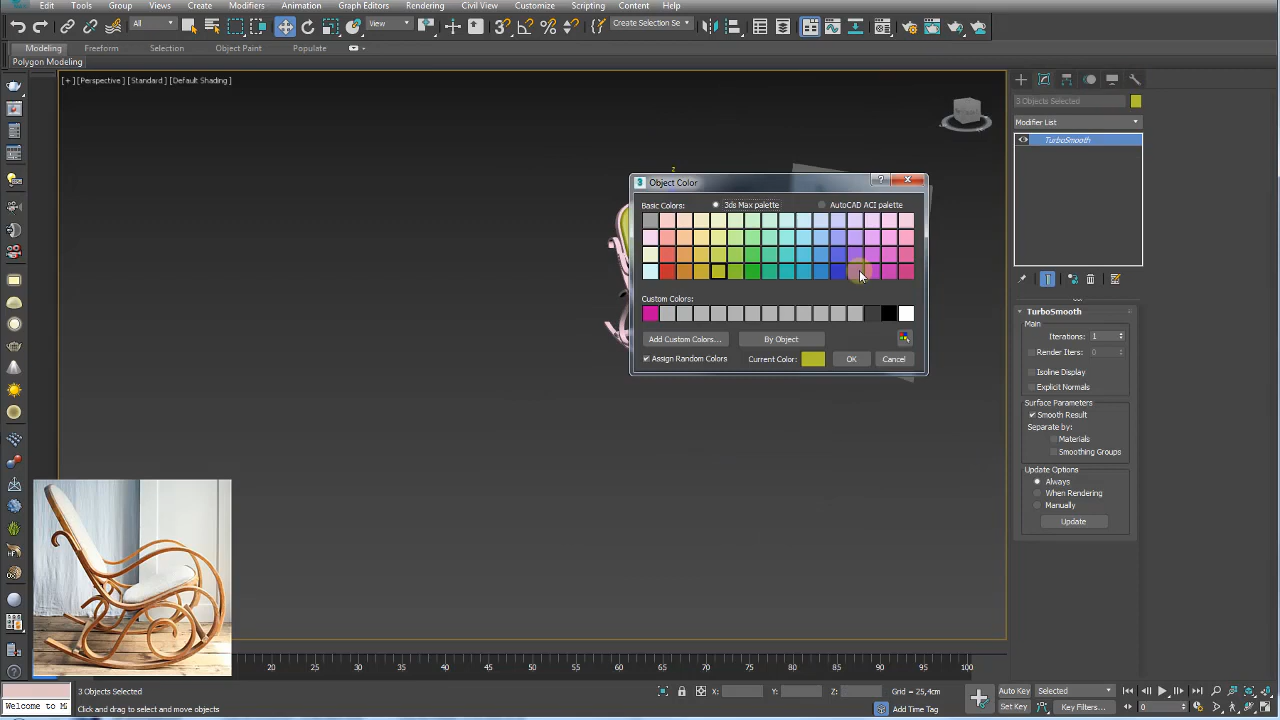 Edit Tools Group Views Create Modifiers Animation Graph Editors Rendering Civil View Customize Scripting Content Help
All View Create Selection Se
Modeling Freeform Selection Object Paint Populate
Polygon Modeling
[+] [Perspective] [Standard] [Default Shading]
3 Objects Selected
Modifier List
TurboSmooth
Object Color
Basic Colors: 3ds Max palette AutoCAD ACI palette
Custom Colors:
Add Custom Colors... By Object
Assign Random Colors Current Color: OK Cancel
TurboSmooth
Main
Iterations: 1
Render Iters: 0
Isoline Display
Explicit Normals
Surface Parameters
Smooth Result
Separate by:
Materials
Smoothing Groups
Update Options
Always
When Rendering
Manually
Update
20 25 30 35 40 45 50 55 60 65 70 75 80 85 90 95 100
3 Objects Selected X: Y: Z: Grid = 25,4cm Auto Key Selected
Welcome to M Click and drag to select and move objects Add Time Tag Set Key Key Filters... 0